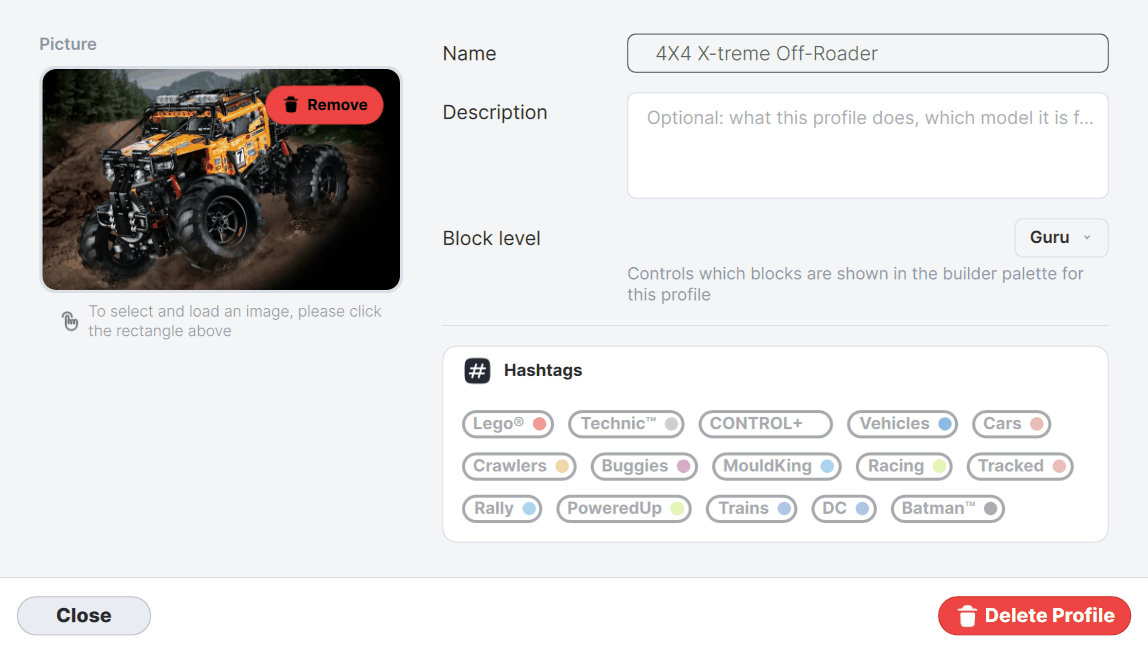 Picture
Remove
To select and load an image, please click
the rectangle above
Name
4X4 X-treme Off-Roader
Description
Optional: what this profile does, which model it is f...
Block level
Guru
Controls which blocks are shown in the builder palette for
this profile
# Hashtags
Lego® Technic™ CONTROL+ Vehicles Cars
Crawlers Buggies MouldKing Racing Tracked
Rally PoweredUp Trains DC Batman™
Close
Delete Profile